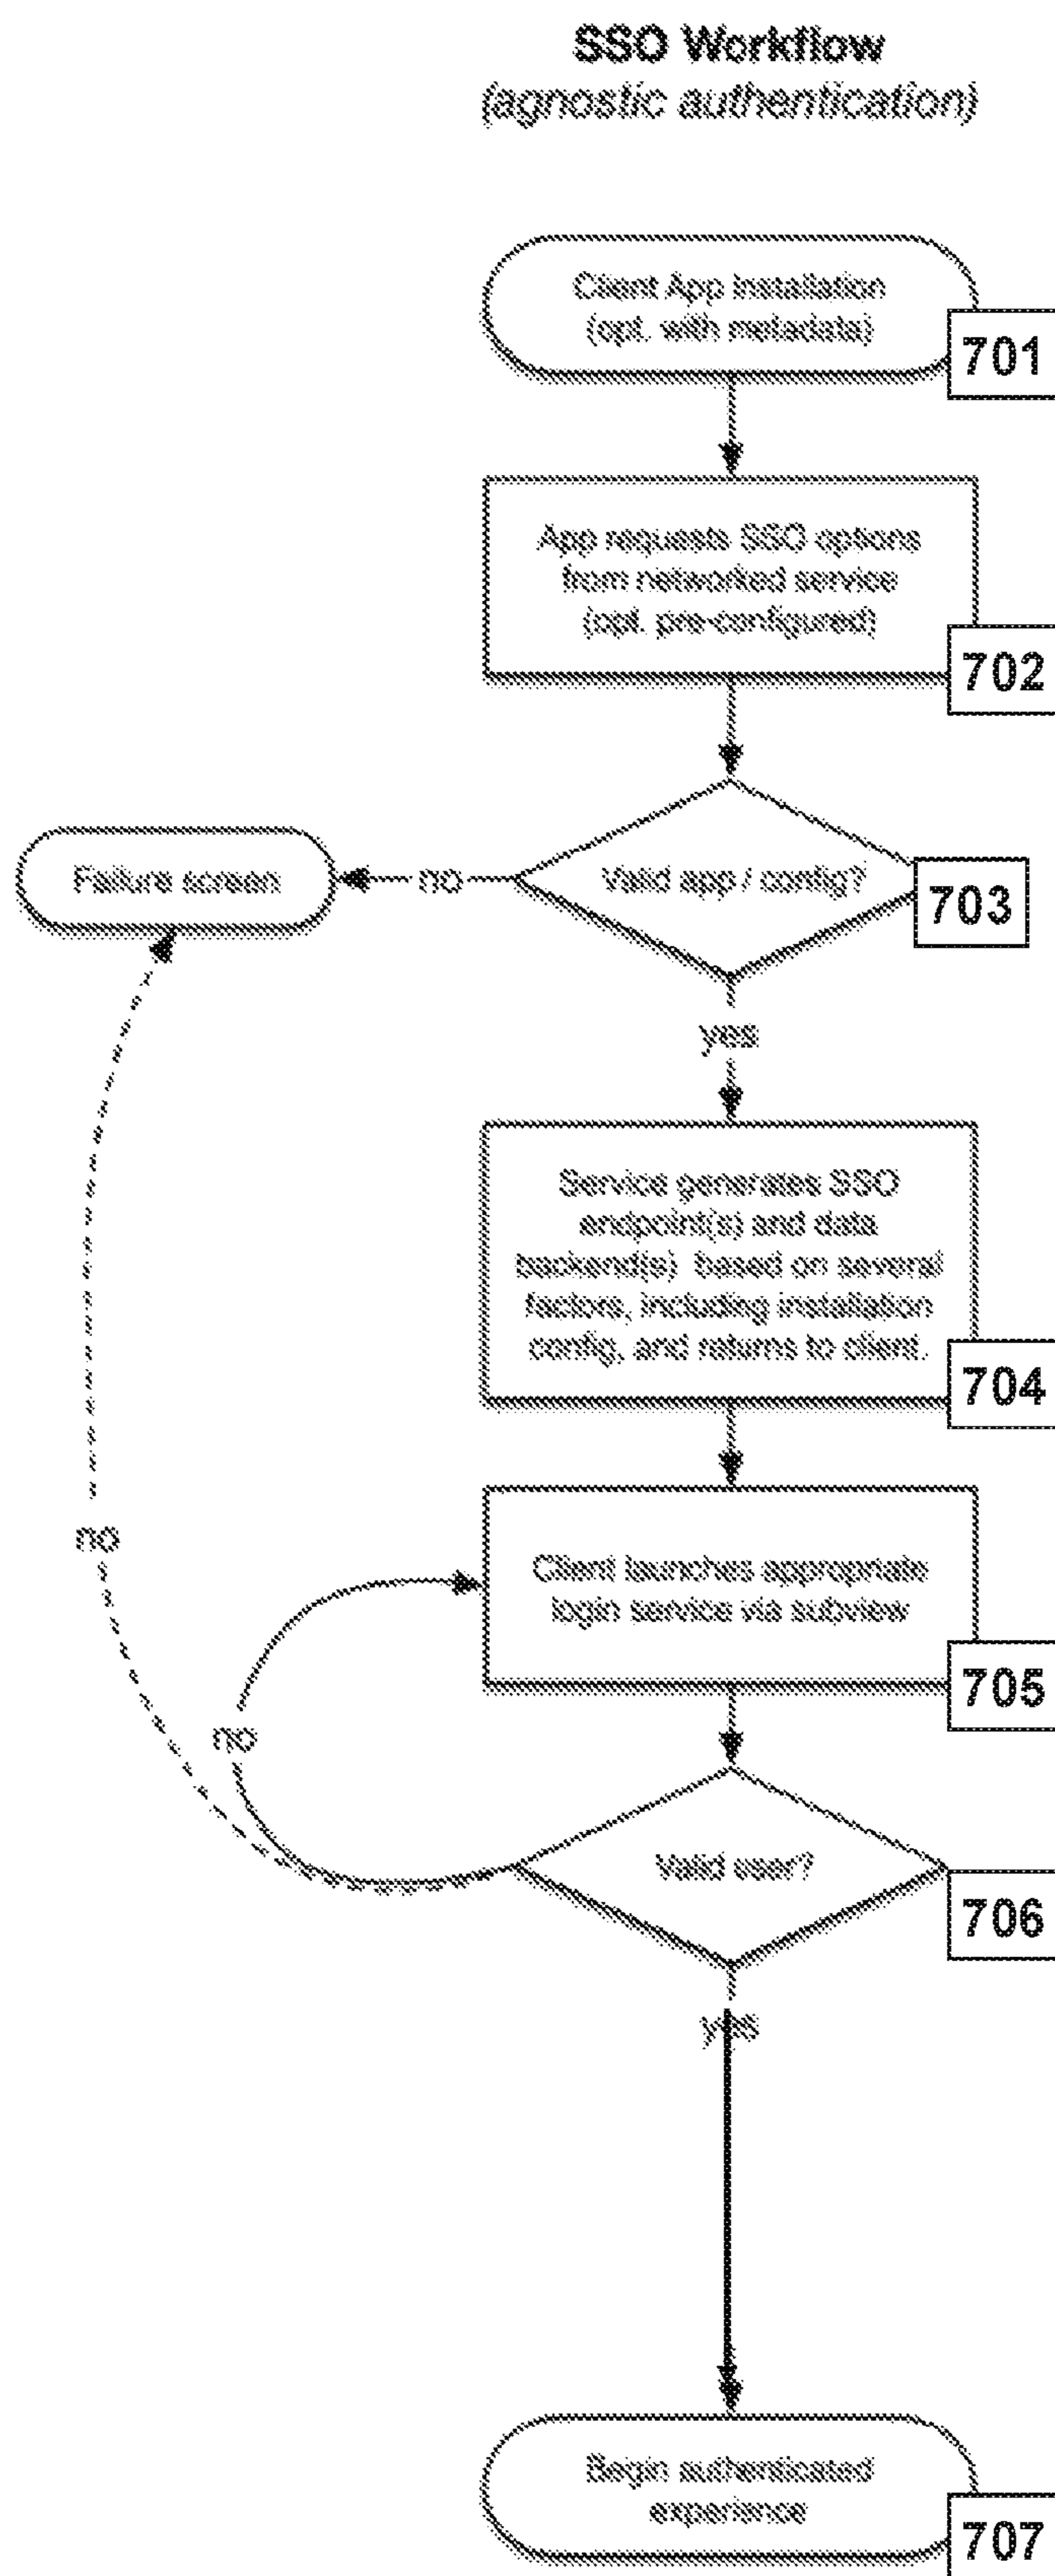 SSO Workflow
(agnostic authentication)
Client App Installation
(opt. with metadata)
701
App requests SSO options
from networked service
(opt. pre-configured)
702
Failure screen
no
Valid app / config?
703
yes
Service generates SSO
endpoint(s) and data
backend(s) based on several
factors, including installation
config, and returns to client.
704
no
Client launches appropriate
login service via subview
705
no
Valid user?
706
yes
Begin authenticated
experience
707